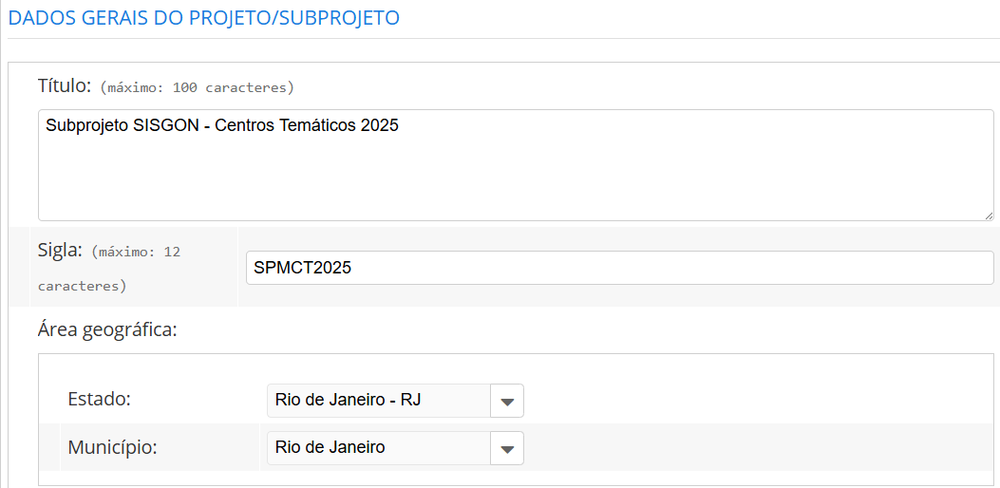 DADOS GERAIS DO PROJETO/SUBPROJETO
Título: (máximo: 100 caracteres)
Subprojeto SISGON - Centros Temáticos 2025
Sigla: (máximo: 12
caracteres)
SPMCT2025
Área geográfica:
Estado: Rio de Janeiro - RJ
Município: Rio de Janeiro